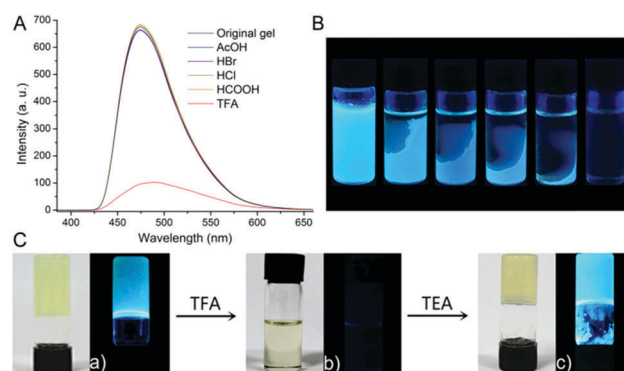 A
700
600
500
400
300
200
100
0
Intensity (a. u.)
400
450
500
550
600
650
Wavelength (nm)
Original gel
AcOH
HBr
HCl
HCOOH
TFA
B
C
a)
TFA
b)
TEA
c)